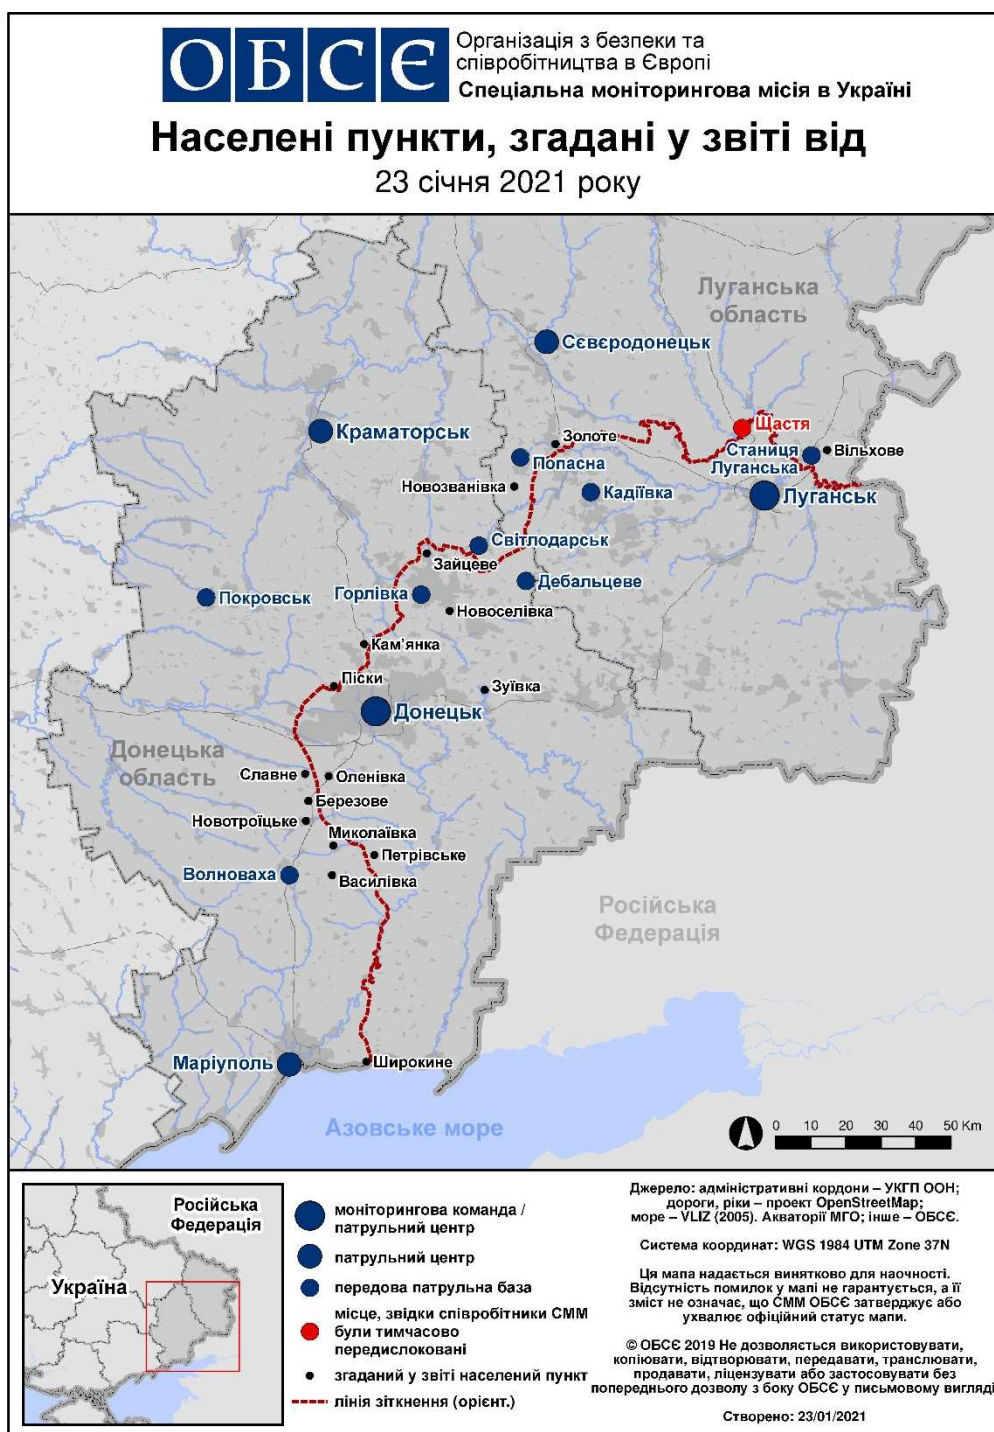 ОБСЄ
Організація з безпеки та
співробітництва в Європі
Спеціальна моніторингова місія в Україні
Населені пункти, згадані у звіті від
23 січня 2021 року
Луганська
область
Сєвєродонецьк
Щастя
Краматорськ
Золоте
Станиця
Луганська
Вільхове
Попасна
Новозванівка
Кадіївка
Луганськ
Світлодарськ
Зайцеве
Дебальцеве
Горлівка
Покровськ
Новоселівка
Кам'янка
Піски
Зуївка
Донецьк
Донецька
область
Славне
Оленівка
Березове
Новотроїцьке
Миколаївка
Петрівське
Волноваха
Василівка
Російська
Федерація
Маріуполь
Широкине
Азовське море
0 10 20 30 40 50 Km
Російська
Федерація
Україна
моніторингова команда /
патрульний центр
патрульний центр
передова патрульна база
місце, звідки співробітники СММ
були тимчасово
передислоковані
згаданий у звіті населений пункт
лінія зіткнення (орієнт.)
Джерело: адміністративні кордони – УКГП ООН;
дороги, ріки – проект OpenStreetMap;
море – VLIZ (2005). Акваторії МГО; інше – ОБСЄ.
Система координат: WGS 1984 UTM Zone 37N
Ця мапа надається винятково для наочності.
Відсутність помилок у мапі не гарантується, а її
зміст не означає, що СММ ОБСЄ затверджує або
ухвалює офіційний статус мапи.
© ОБСЄ 2019 Не дозволяється використовувати,
копіювати, відтворювати, передавати, транслювати,
продавати, ліцензувати або застосовувати без
попереднього дозволу з боку ОБСЄ у письмовому вигляді
Створено: 23/01/2021